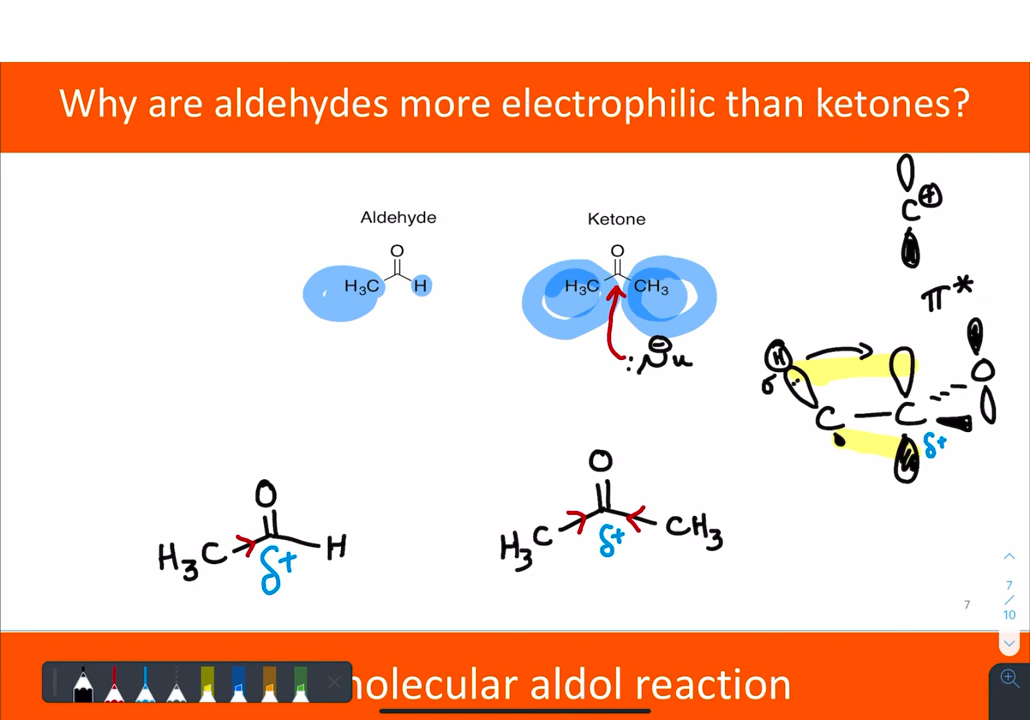 Why are aldehydes more electrophilic than ketones?
Aldehyde
Ketone
O
O
H₃C H
H₃C CH₃
:Nu ⊖
C ⊕
π*
H
σ
C
C
O
δ+
O
H₃C
H
δ+
O
H₃C
CH₃
δ+
7
7
/
10
molecular aldol reaction